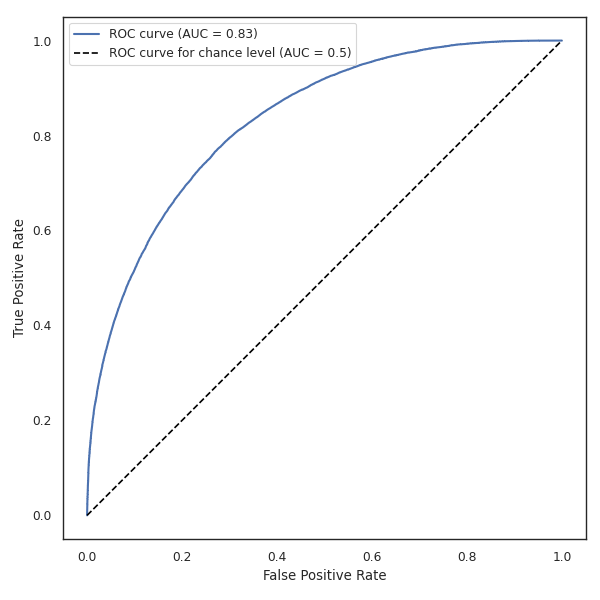 ROC curve (AUC = 0.83)
ROC curve for chance level (AUC = 0.5)
1.0
0.8
0.6
0.4
0.2
0.0
True Positive Rate
0.0 0.2 0.4 0.6 0.8 1.0
False Positive Rate